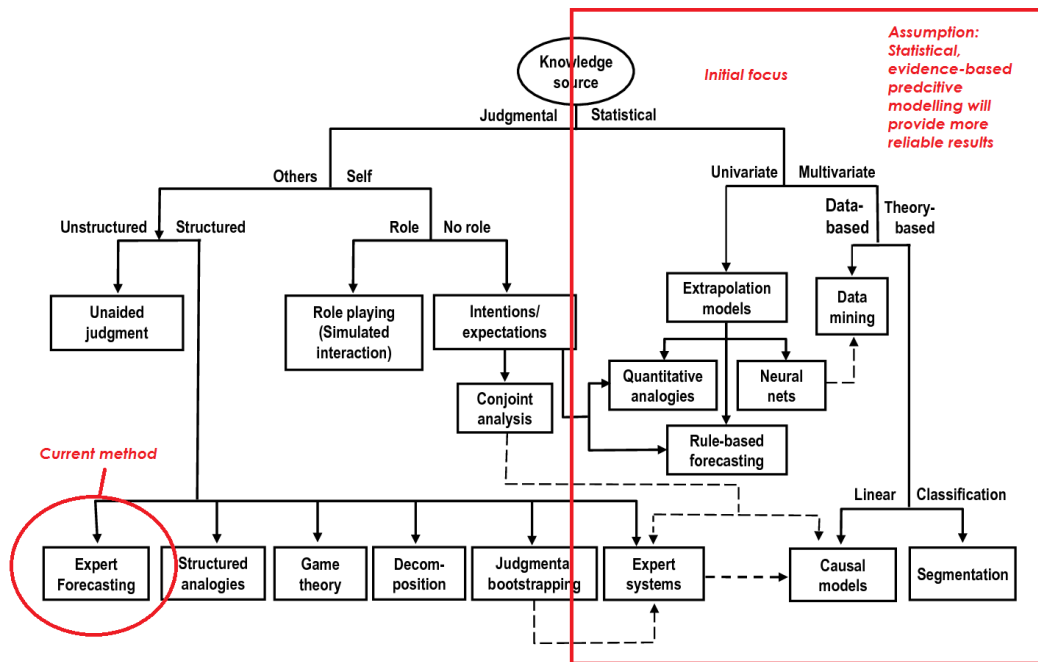 Assumption:
Statistical,
evidence-based
predcitive
modelling will
provide more
reliable results
Initial focus
Knowledge
source
Judgmental
Statistical
Others
Self
Univariate
Multivariate
Unstructured
Structured
Role
No role
Data-
based
Theory-
based
Unaided
judgment
Role playing
(Simulated
interaction)
Intentions/
expectations
Extrapolation
models
Data
mining
Conjoint
analysis
Quantitative
analogies
Neural
nets
Rule-based
forecasting
Current method
Linear
Classification
Expert
Forecasting
Structured
analogies
Game
theory
Decom-
position
Judgmental
bootstrapping
Expert
systems
Causal
models
Segmentation